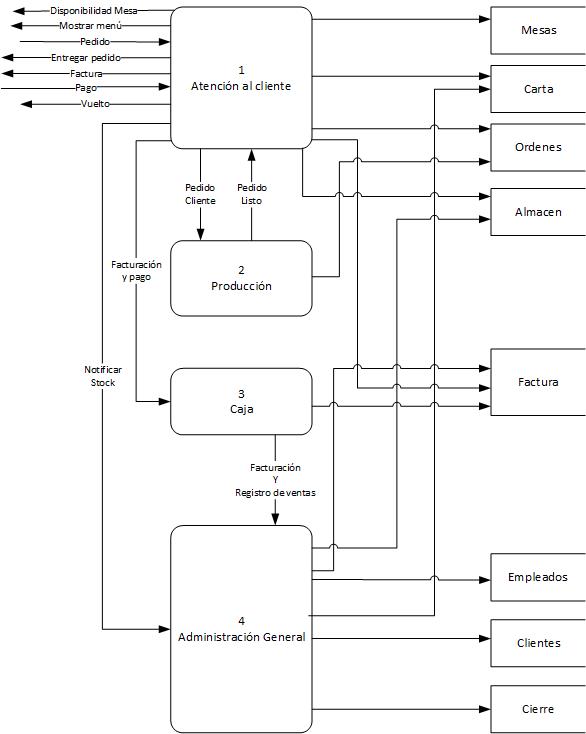 Disponibilidad Mesa
Mostrar menú
Pedido
Entregar pedido
Factura
Pago
Vuelto
1
Atención al cliente
Mesas
Carta
Ordenes
Almacen
Pedido
Cliente
Pedido
Listo
2
Producción
Facturación
y pago
Notificar
Stock
3
Caja
Factura
Facturación
Y
Registro de ventas
4
Administración General
Empleados
Clientes
Cierre